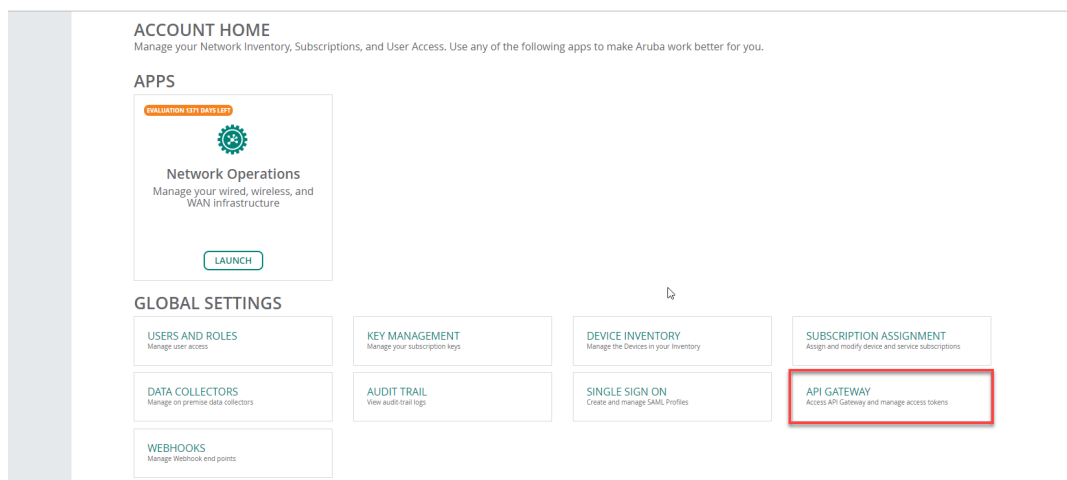 ACCOUNT HOME
Manage your Network Inventory, Subscriptions, and User Access. Use any of the following apps to make Aruba work better for you.
APPS
EVALUATION 1371 DAYS LEFT
Network Operations
Manage your wired, wireless, and
WAN infrastructure
LAUNCH
GLOBAL SETTINGS
USERS AND ROLES
Manage user access
KEY MANAGEMENT
Manage your subscription keys
DEVICE INVENTORY
Manage the Devices in your Inventory
SUBSCRIPTION ASSIGNMENT
Assign and modify device and service subscriptions
DATA COLLECTORS
Manage on premise data collectors
AUDIT TRAIL
View audit-trail logs
SINGLE SIGN ON
Create and manage SAML Profiles
API GATEWAY
Access API Gateway and manage access tokens
WEBHOOKS
Manage Webhook end points